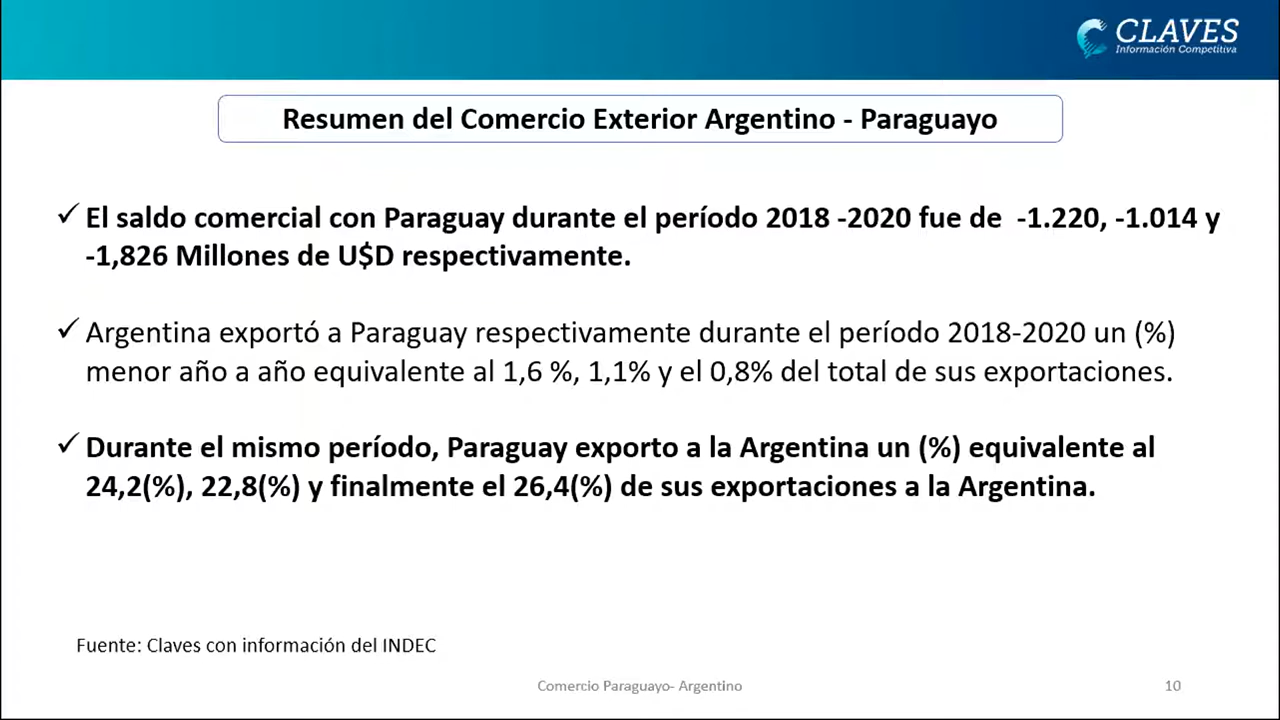 CLAVES
Información Competitiva
Resumen del Comercio Exterior Argentino - Paraguayo
✓ El saldo comercial con Paraguay durante el período 2018 -2020 fue de -1.220, -1.014 y
-1,826 Millones de U$D respectivamente.
✓ Argentina exportó a Paraguay respectivamente durante el período 2018-2020 un (%)
menor año a año equivalente al 1,6 %, 1,1% y el 0,8% del total de sus exportaciones.
✓ Durante el mismo período, Paraguay exporto a la Argentina un (%) equivalente al
24,2(%), 22,8(%) y finalmente el 26,4(%) de sus exportaciones a la Argentina.
Fuente: Claves con información del INDEC
Comercio Paraguayo- Argentino
10